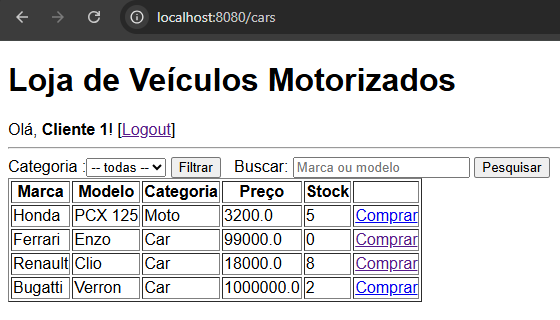 localhost:8080/cars
Loja de Veículos Motorizados
Olá, Cliente 1! [Logout]
Categoria : -- todas -- Filtrar Buscar: Marca ou modelo Pesquisar
Marca Modelo Categoria Preço Stock
Honda PCX 125 Moto 3200.0 5 Comprar
Ferrari Enzo Car 99000.0 0 Comprar
Renault Clio Car 18000.0 8 Comprar
Bugatti Verron Car 1000000.0 2 Comprar